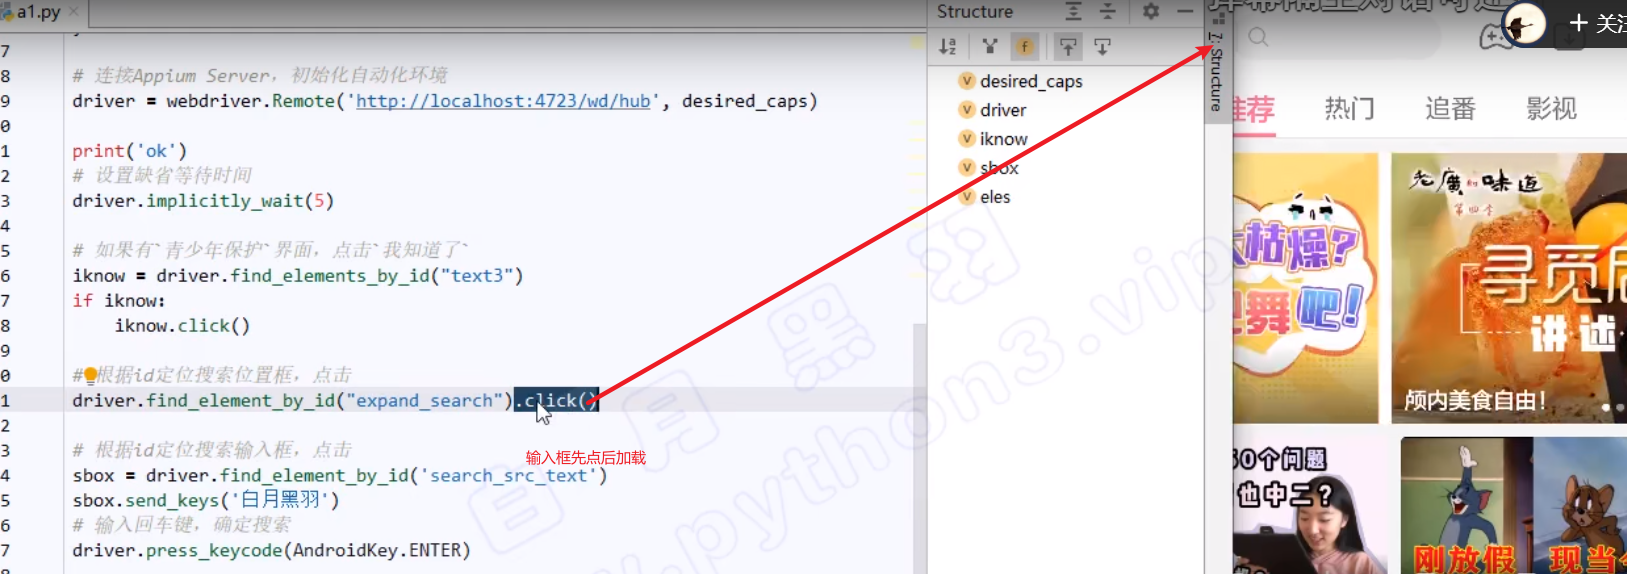 a1.py
7
8 # 连接Appium Server，初始化自动化环境
9 driver = webdriver.Remote('http://localhost:4723/wd/hub', desired_caps)
0
1 print('ok')
2 # 设置缺省等待时间
3 driver.implicitly_wait(5)
4
5 # 如果有`青少年保护`界面，点击`我知道了`
6 iknow = driver.find_elements_by_id("text3")
7 if iknow:
8 iknow.click()
9
0 # 根据id定位搜索位置框，点击
1 driver.find_element_by_id("expand_search").click()
2
输入框先点后加载
3 # 根据id定位搜索输入框，点击
4 sbox = driver.find_element_by_id('search_src_text')
5 sbox.send_keys('白月黑羽')
6 # 输入回车键，确定搜索
7 driver.press_keycode(AndroidKey.ENTER)
Structure
desired_caps
driver
iknow
sbox
eles
7: Structure
关注
推荐 热门 追番 影视
枯燥？
吧！
老广的味道
第四季
寻觅
讲述
颅内美食自由！
50个问题
也中二？
刚放假 现当
白月黑羽
www.python3.vip